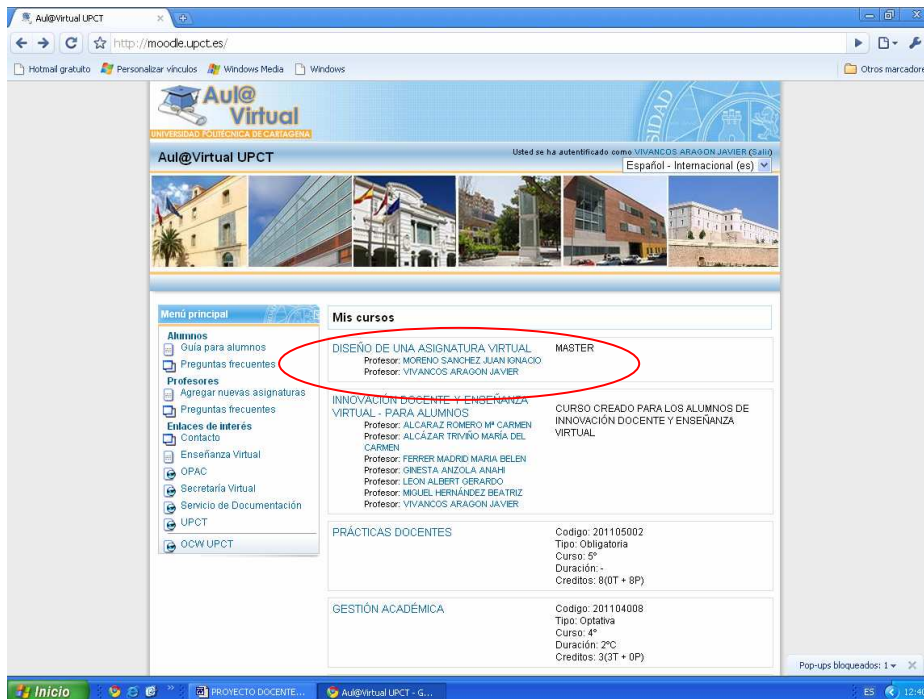 Aul@Virtual UPCT
http://moodle.upct.es/
Hotmail gratuito
Personalizar vínculos
Windows Media
Windows
Otros marcadore
Aul@
Virtual
UNIVERSIDAD POLITÉCNICA DE CARTAGENA
SIDAD
Aul@Virtual UPCT
Usted se ha autentificado como VIVANCOS ARAGON JAVIER (Salir)
Español - Internacional (es)
Menú principal
Alumnos
Guía para alumnos
Preguntas frecuentes
Profesores
Agregar nuevas asignaturas
Preguntas frecuentes
Enlaces de interés
Contacto
Enseñanza Virtual
OPAC
Secretaría Virtual
Servicio de Documentación
UPCT
OCW UPCT
Mis cursos
DISEÑO DE UNA ASIGNATURA VIRTUAL
Profesor: MORENO SANCHEZ JUAN IGNACIO
Profesor: VIVANCOS ARAGON JAVIER
MASTER
INNOVACIÓN DOCENTE Y ENSEÑANZA
VIRTUAL - PARA ALUMNOS
Profesor: ALCARAZ ROMERO Mª CARMEN
Profesor: ALCÁZAR TRIVIÑO MARÍA DEL
CARMEN
Profesor: FERRER MADRID MARIA BELEN
Profesor: GINESTA ANZOLA ANAHI
Profesor: LEON ALBERT GERARDO
Profesor: MIGUEL HERNÁNDEZ BEATRIZ
Profesor: VIVANCOS ARAGON JAVIER
CURSO CREADO PARA LOS ALUMNOS DE
INNOVACIÓN DOCENTE Y ENSEÑANZA
VIRTUAL
PRÁCTICAS DOCENTES
Codigo: 201105002
Tipo: Obligatoria
Curso: 5º
Duración: -
Creditos: 8(0T + 8P)
GESTIÓN ACADÉMICA
Codigo: 201104008
Tipo: Optativa
Curso: 4º
Duración: 2ºC
Creditos: 3(3T + 0P)
Pop-ups bloqueados: 1
Inicio
PROYECTO DOCENTE...
Aul@Virtual UPCT - G...
ES